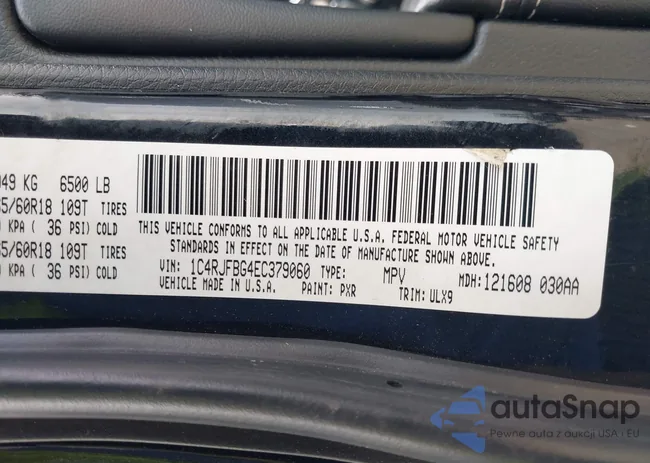 049 KG 6500 LB
5/60R18 109T TIRES
KPA ( 36 PSI) COLD
5/60R18 109T TIRES
KPA ( 36 PSI) COLD
THIS VEHICLE CONFORMS TO ALL APPLICABLE U.S.A. FEDERAL MOTOR VEHICLE SAFETY
STANDARDS IN EFFECT ON THE DATE OF MANUFACTURE SHOWN ABOVE.
VIN: 1C4RJFBG4EC379060 TYPE: MPV MDH:121608 030AA
VEHICLE MADE IN U.S.A. PAINT: PXR TRIM: ULX9
autoSnap
Pewne auta z aukcji USA - EU